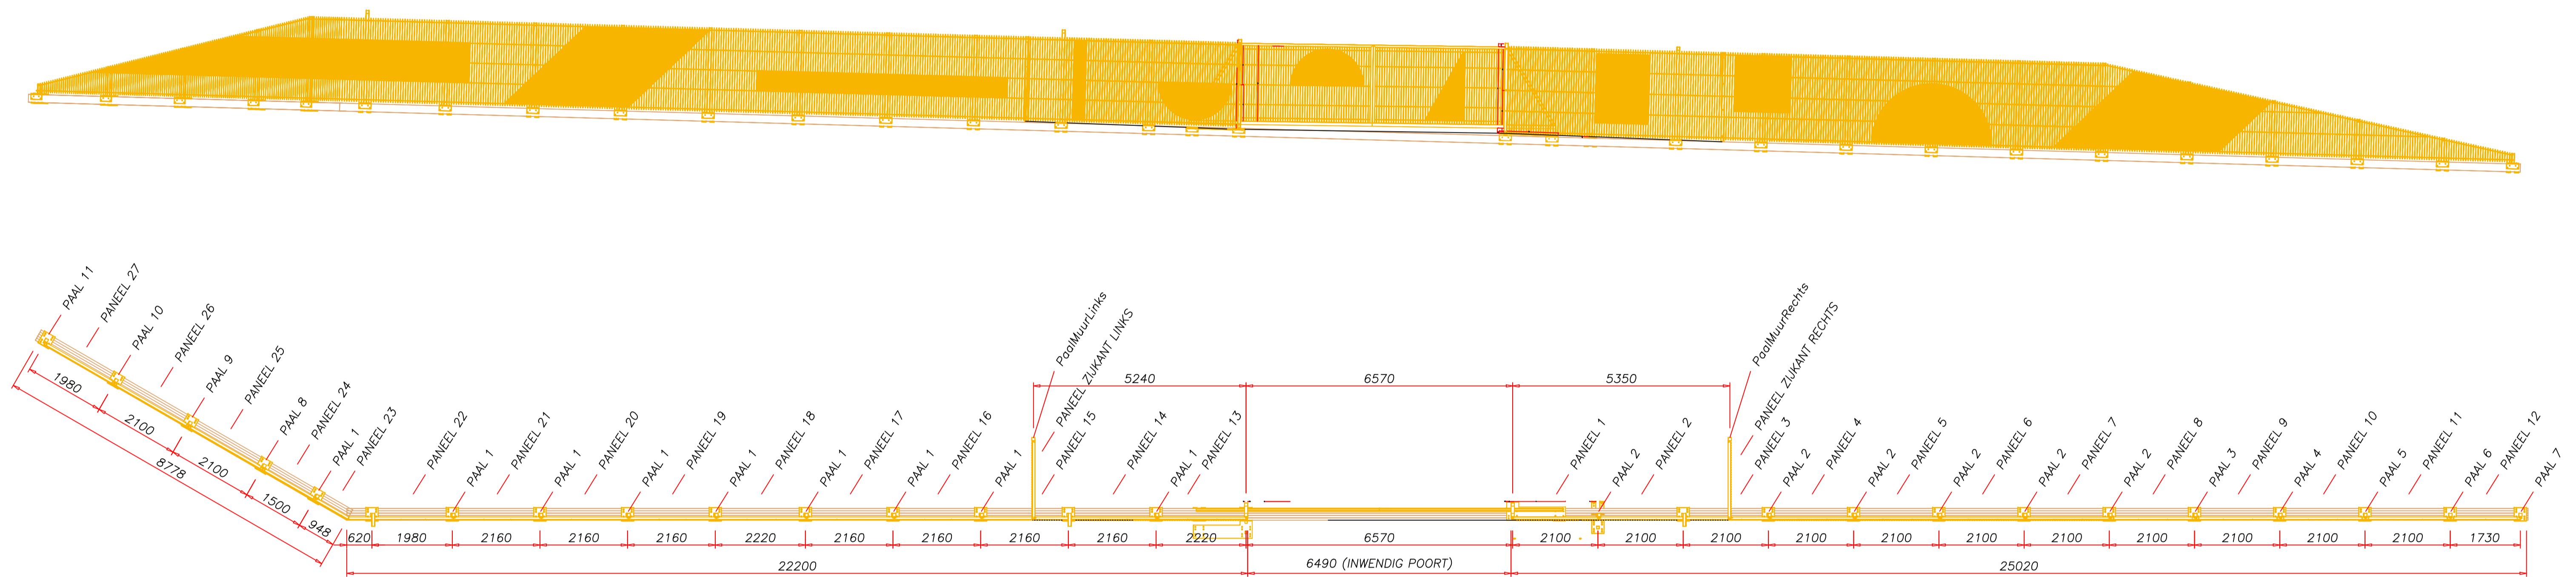 PAAL 11
PANEEL 27
PAAL 10
PANEEL 26
PAAL 9
PANEEL 25
PAAL 8
PANEEL 24
PAAL 1
PANEEL 23
PANEEL 22
PAAL 1
PANEEL 21
PAAL 1
PANEEL 20
PAAL 1
PANEEL 19
PAAL 1
PANEEL 18
PAAL 1
PANEEL 17
PAAL 1
PANEEL 16
PAAL 1
PaalMuurLinks
PANEEL ZIJKANT LINKS
PANEEL 15
PANEEL 14
PAAL 1
PANEEL 13
PANEEL 1
PAAL 2
PANEEL 2
PaalMuurRechts
PANEEL ZIJKANT RECHTS
PANEEL 3
PAAL 2
PANEEL 4
PAAL 2
PANEEL 5
PAAL 2
PANEEL 6
PAAL 2
PANEEL 7
PAAL 2
PANEEL 8
PAAL 3
PANEEL 9
PAAL 4
PANEEL 10
PAAL 5
PANEEL 11
PAAL 6
PANEEL 12
PAAL 7
5240
6570
5350
1980
2100
2100
1500
948
8778
620
1980
2160
2160
2160
2220
2160
2160
2160
2160
2220
6570
2100
2100
2100
2100
2100
2100
2100
2100
2100
2100
2100
1730
22200
6490 (INWENDIG POORT)
25020